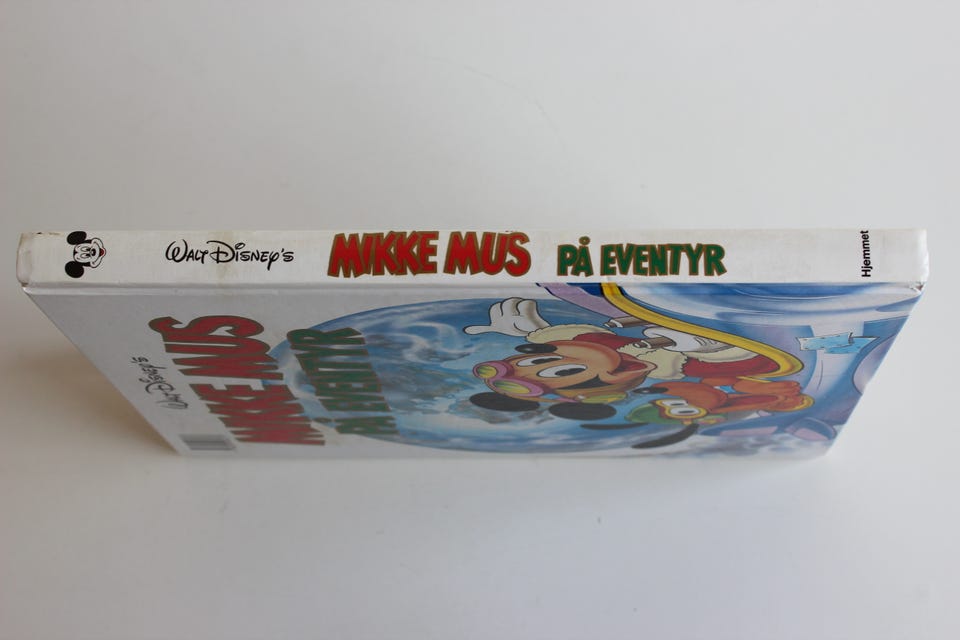 Walt Disney's MIKKE MUS PÅ EVENTYR Hjemmet
Walt Disney's
MIKKE MUS
PÅ EVENTYR